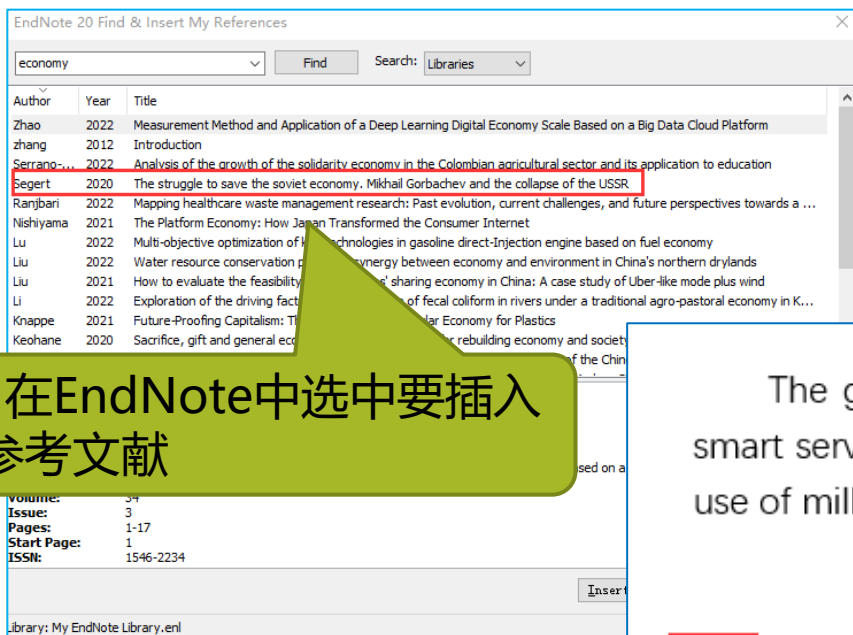 EndNote 20 Find & Insert My References
economy Find Search: Libraries
Author Year Title
Zhao 2022 Measurement Method and Application of a Deep Learning Digital Economy Scale Based on a Big Data Cloud Platform
zhang 2012 Introduction
Serrano-... 2022 Analysis of the growth of the solidarity economy in the Colombian agricultural sector and its application to education
Segert 2020 The struggle to save the soviet economy. Mikhail Gorbachev and the collapse of the USSR
Ranjbari 2022 Mapping healthcare waste management research: Past evolution, current challenges, and future perspectives towards a ...
Nishiyama 2021 The Platform Economy: How Japan Transformed the Consumer Internet
Lu 2022 Multi-objective optimization of technologies in gasoline direct-Injection engine based on fuel economy
Liu 2022 Water resource conservation synergy between economy and environment in China's northern drylands
Liu 2021 How to evaluate the feasibility sharing economy in China: A case study of Uber-like mode plus wind
Li 2022 Exploration of the driving of fecal coliform in rivers under a traditional agro-pastoral economy in K...
Knappe 2021 Future-Proofing Capitalism: Economy for Plastics
Keohane 2020 Sacrifice, gift and general rebuilding economy and society
of the Chin
在EndNote中选中要插入
参考文献
sed on a
Volume: 34
Issue: 3
Pages: 1-17
Start Page: 1
ISSN: 1546-2234
Insert
Library: My EndNote Library.enl
The g
smart serv
use of mill